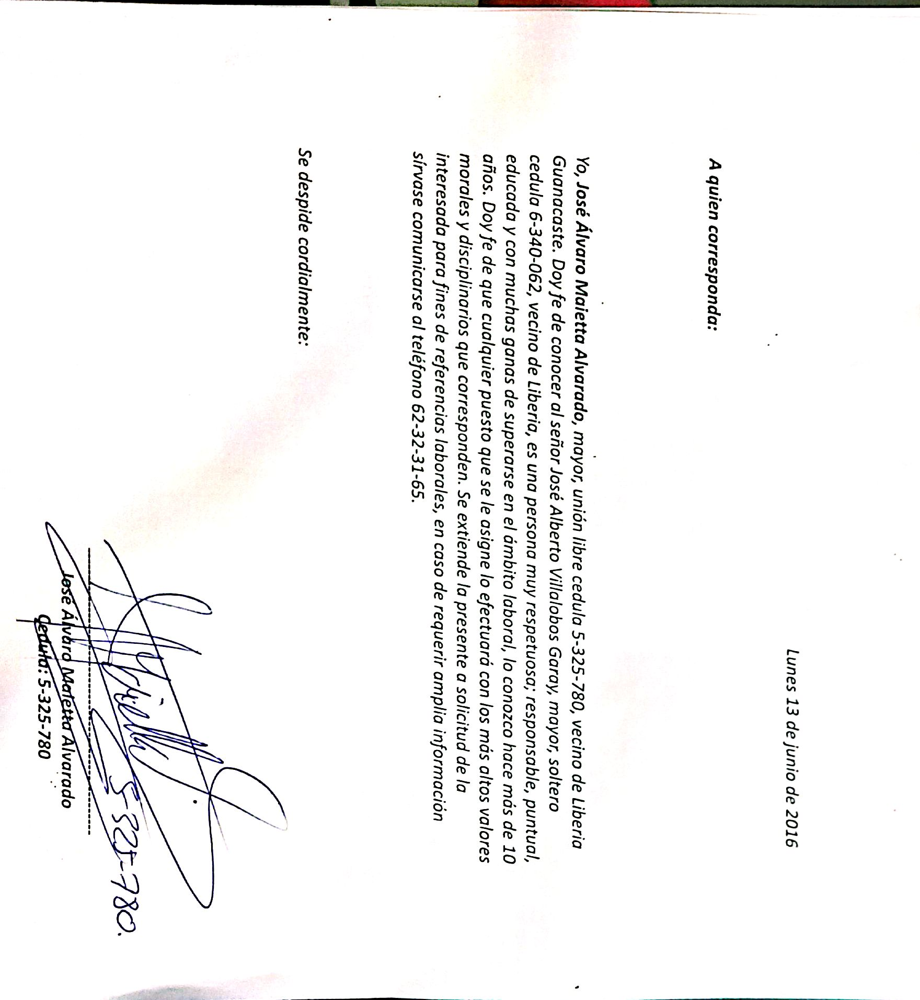 Lunes 13 de junio de 2016
A quien corresponda:
Yo, José Álvaro Maietta Alvarado, mayor, unión libre cedula 5-325-780, vecino de Liberia
Guanacaste. Doy fe de conocer al señor José Alberto Villalobos Garay, mayor, soltero
cedula 6-340-062, vecino de Liberia, es una persona muy respetuosa; responsable, puntual,
educada y con muchas ganas de superarse en el ámbito laboral, lo conozco hace más de 10
años. Doy fe de que cualquier puesto que se le asigne lo efectuará con los más altos valores
morales y disciplinarios que corresponden. Se extiende la presente a solicitud de la
interesada para fines de referencias laborales, en caso de requerir amplia información
sírvase comunicarse al teléfono 62-32-31-65.
Se despide cordialmente:
5-325-780.
José Álvaro Maietta Alvarado
Cedula: 5-325-780